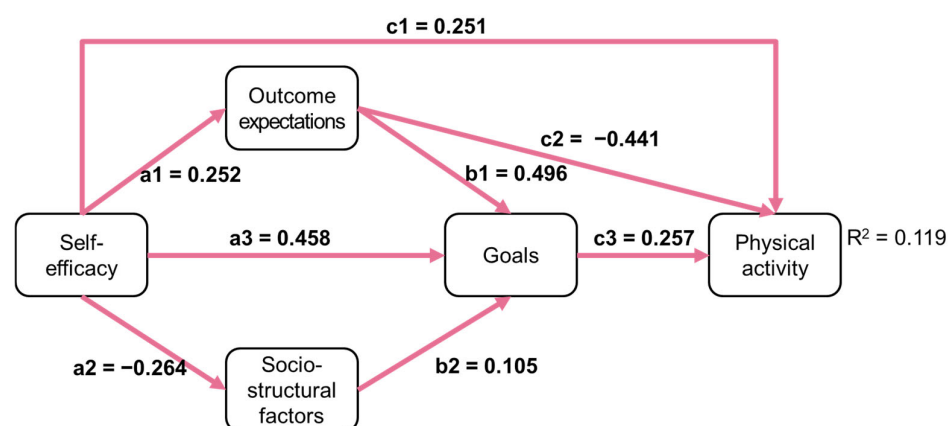 c1 = 0.251
Outcome
expectations
c2 = −0.441
a1 = 0.252
b1 = 0.496
Self-
efficacy
a3 = 0.458
Goals
c3 = 0.257
Physical
activity
R² = 0.119
a2 = −0.264
Socio-
structural
factors
b2 = 0.105